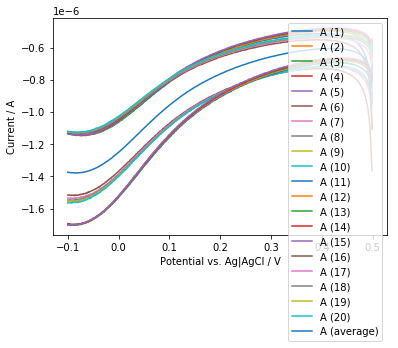 1e−6
−0.6
−0.8
−1.0
−1.2
−1.4
−1.6
Current / A
−0.1 0.0 0.1 0.2 0.3 0.4 0.5
Potential vs. Ag|AgCl / V
A (1)
A (2)
A (3)
A (4)
A (5)
A (6)
A (7)
A (8)
A (9)
A (10)
A (11)
A (12)
A (13)
A (14)
A (15)
A (16)
A (17)
A (18)
A (19)
A (20)
A (average)